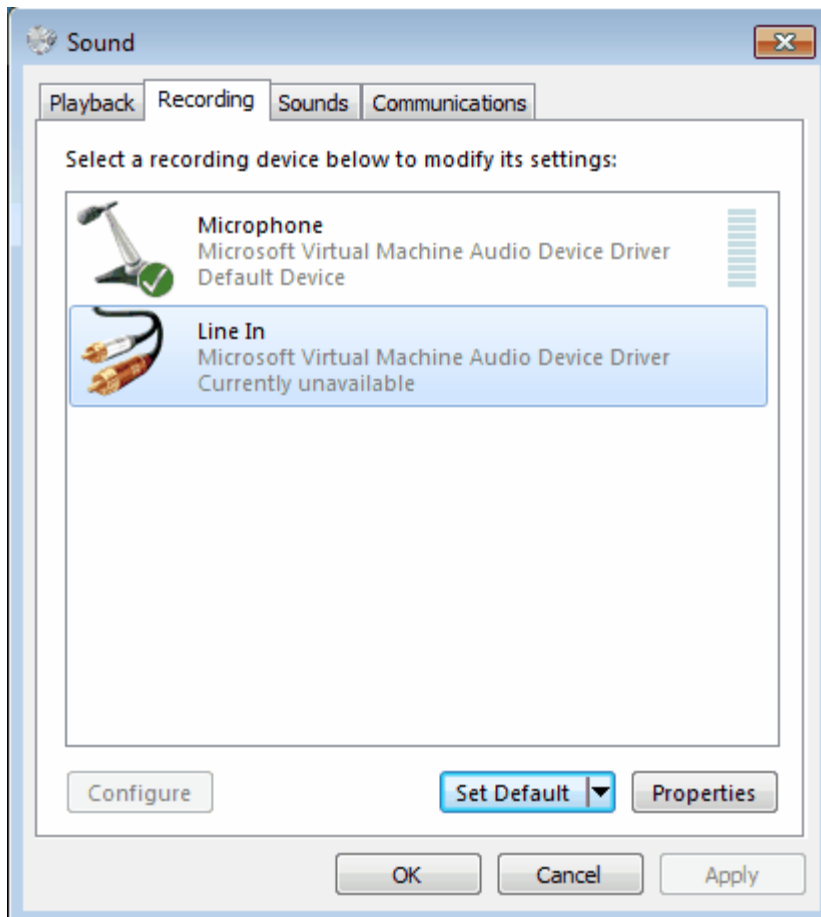 Sound
Playback Recording Sounds Communications
Select a recording device below to modify its settings:
Microphone
Microsoft Virtual Machine Audio Device Driver
Default Device
Line In
Microsoft Virtual Machine Audio Device Driver
Currently unavailable
Configure Set Default Properties
OK Cancel Apply